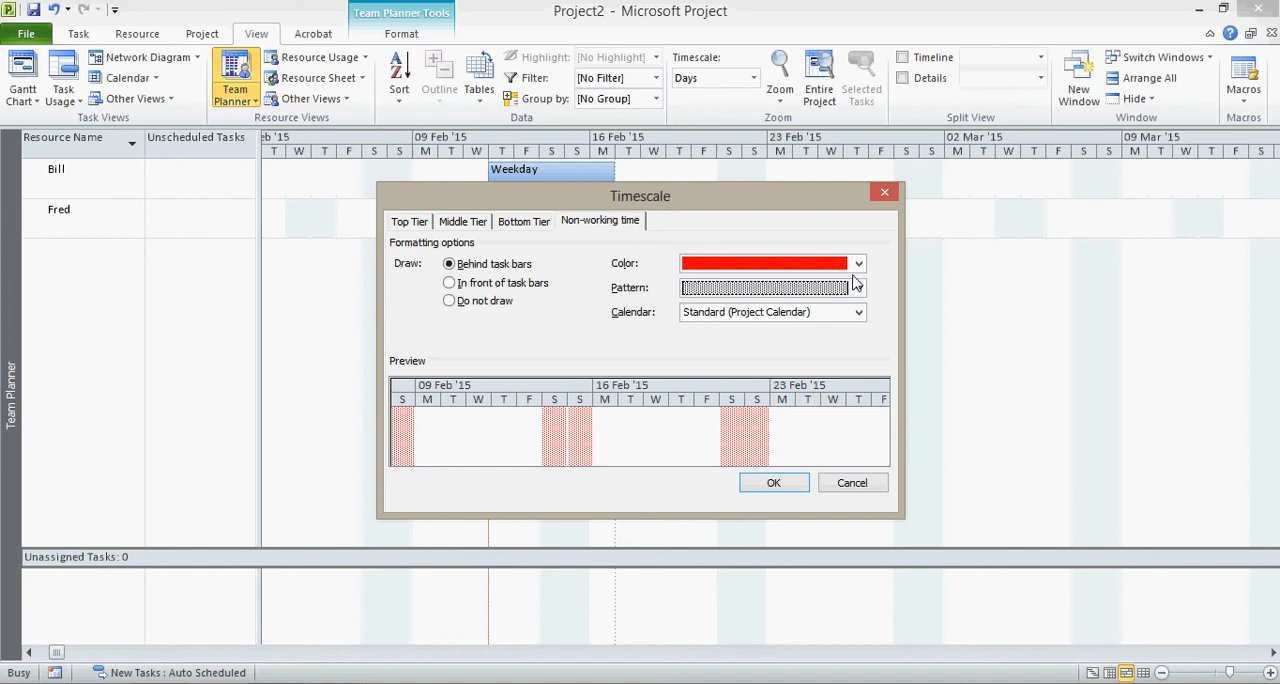 Team Planner Tools
Project2 - Microsoft Project
File Task Resource Project View Acrobat Format
Gantt Chart
Task Usage
Network Diagram
Calendar
Other Views
Task Views
Team Planner
Resource Usage
Resource Sheet
Other Views
Resource Views
Sort
Outline
Tables
Highlight: [No Highlight]
Filter: [No Filter]
Group by: [No Group]
Data
Timescale:
Days
Zoom
Entire Project
Selected Tasks
Zoom
Timeline
Details
Split View
New Window
Switch Windows
Arrange All
Hide
Window
Macros
Macros
Resource Name Unscheduled Tasks eb '15 09 Feb '15 16 Feb '15 23 Feb '15 02 Mar '15 09 Mar '15
T W T F S S M T W T F S S M T W T F S S M T W T F S S M T W T F S S M T W T F S
Bill Weekday
Fred
Timescale
Top Tier Middle Tier Bottom Tier Non-working time
Formatting options
Draw: Behind task bars
In front of task bars
Do not draw
Color:
Pattern:
Calendar: Standard (Project Calendar)
Preview
09 Feb '15 16 Feb '15 23 Feb '15
S M T W T F S S M T W T F S S M T W T F
OK Cancel
Team Planner
Unassigned Tasks: 0
Busy New Tasks : Auto Scheduled